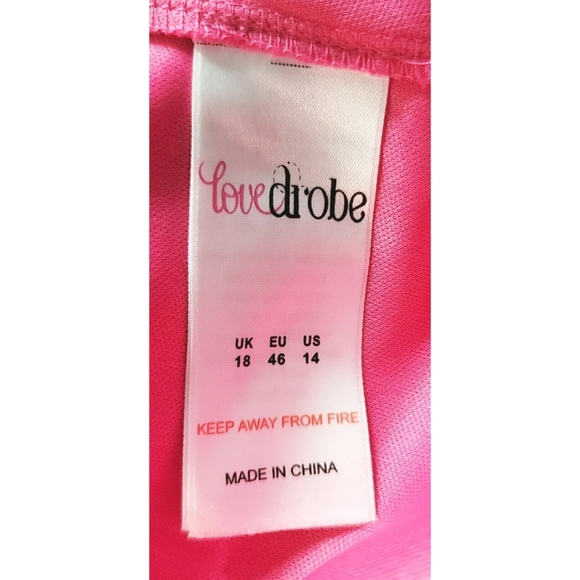 lovedrobe
UK EU US
18 46 14
KEEP AWAY FROM FIRE
MADE IN CHINA